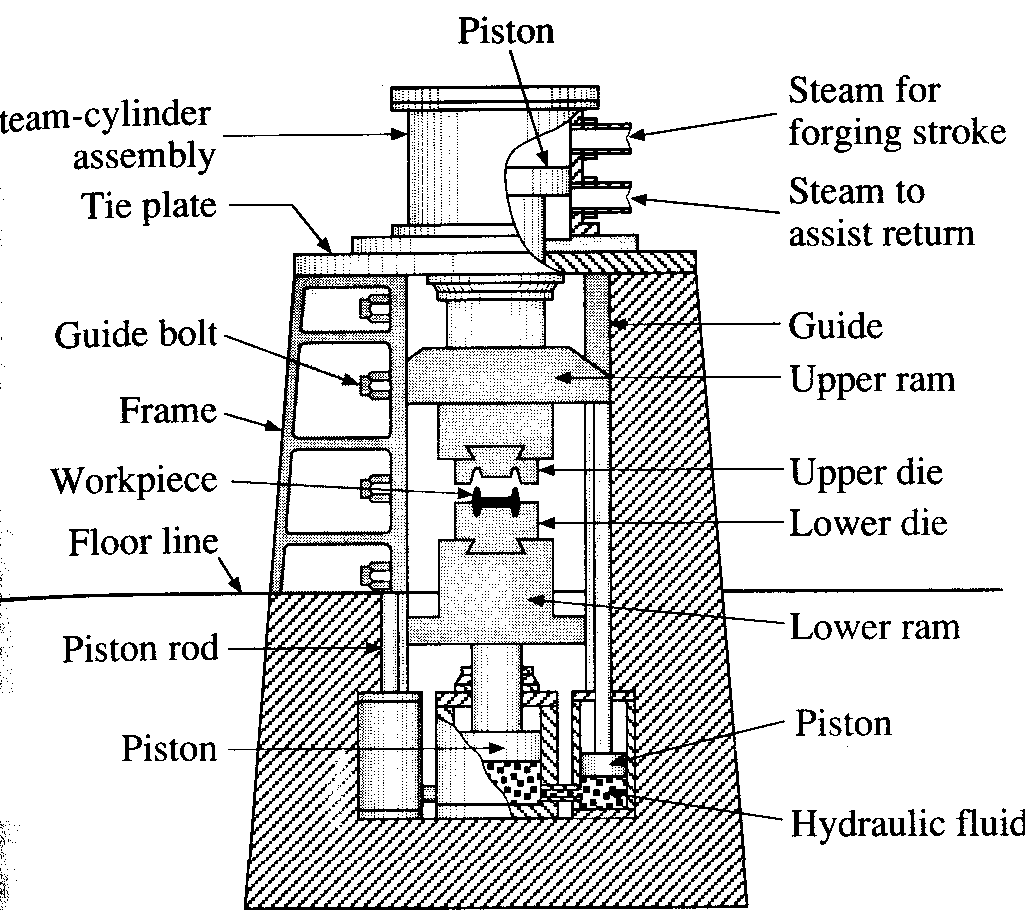 Piston
team-cylinder
assembly
Tie plate
Guide bolt
Frame
Workpiece
Floor line
Piston rod
Piston
Steam for
forging stroke
Steam to
assist return
Guide
Upper ram
Upper die
Lower die
Lower ram
Piston
Hydraulic fluid